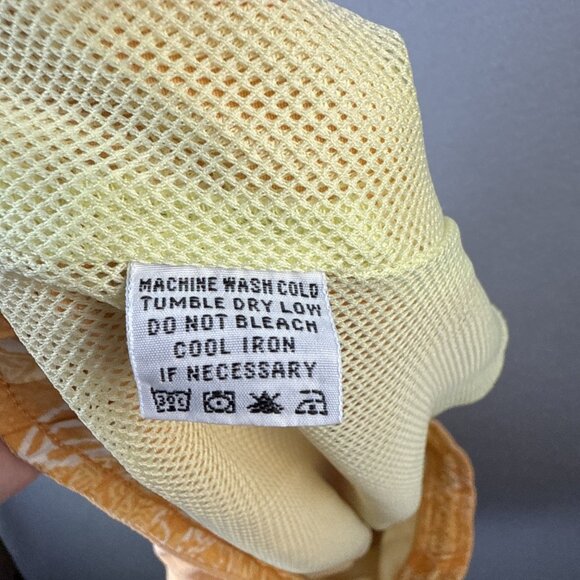 MACHINE WASH COLD
TUMBLE DRY LOW
DO NOT BLEACH
COOL IRON
IF NECESSARY